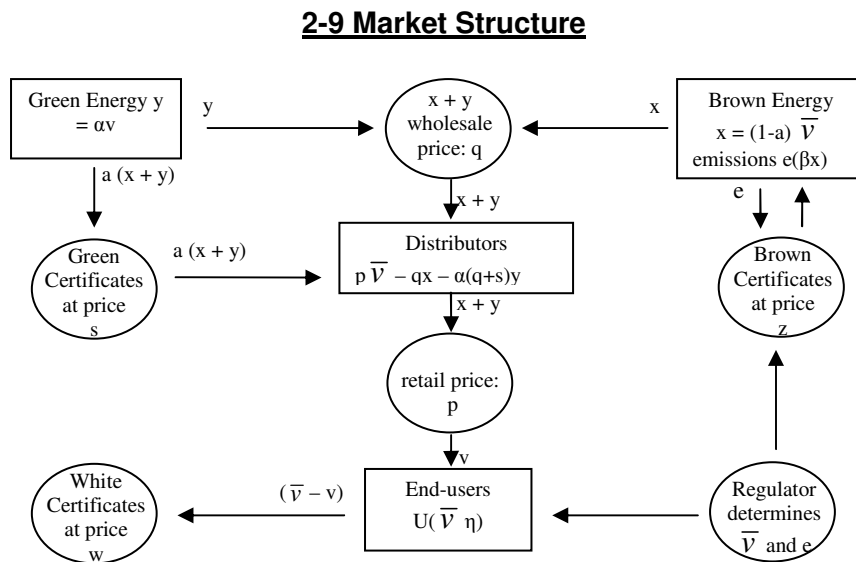 2-9 Market Structure
Green Energy y
= αv
y
x + y
wholesale
price: q
x
Brown Energy
x = (1-a) v̅
emissions e(βx)
a (x + y)
x + y
e
Green
Certificates
at price
s
a (x + y)
Distributors
p v̅ – qx – α(q+s)y
Brown
Certificates
at price
z
x + y
retail price:
p
v
White
Certificates
at price
w
(v̅ – v)
End-users
U( v̅ η)
Regulator
determines
v̅ and e